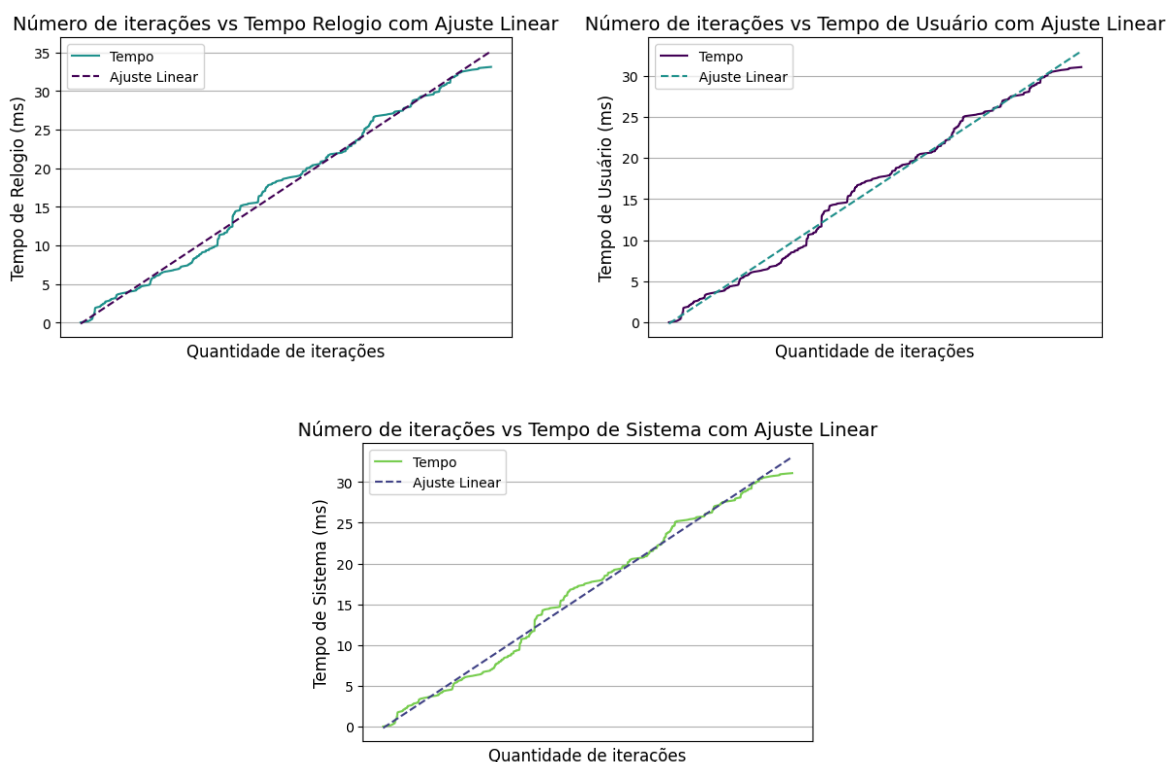 Número de iterações vs Tempo Relogio com Ajuste Linear
Tempo
Ajuste Linear
35
30
25
20
15
10
5
0
Tempo de Relogio (ms)
Quantidade de iterações
Número de iterações vs Tempo de Usuário com Ajuste Linear
Tempo
Ajuste Linear
30
25
20
15
10
5
0
Tempo de Usuário (ms)
Quantidade de iterações
Número de iterações vs Tempo de Sistema com Ajuste Linear
Tempo
Ajuste Linear
30
25
20
15
10
5
0
Tempo de Sistema (ms)
Quantidade de iterações